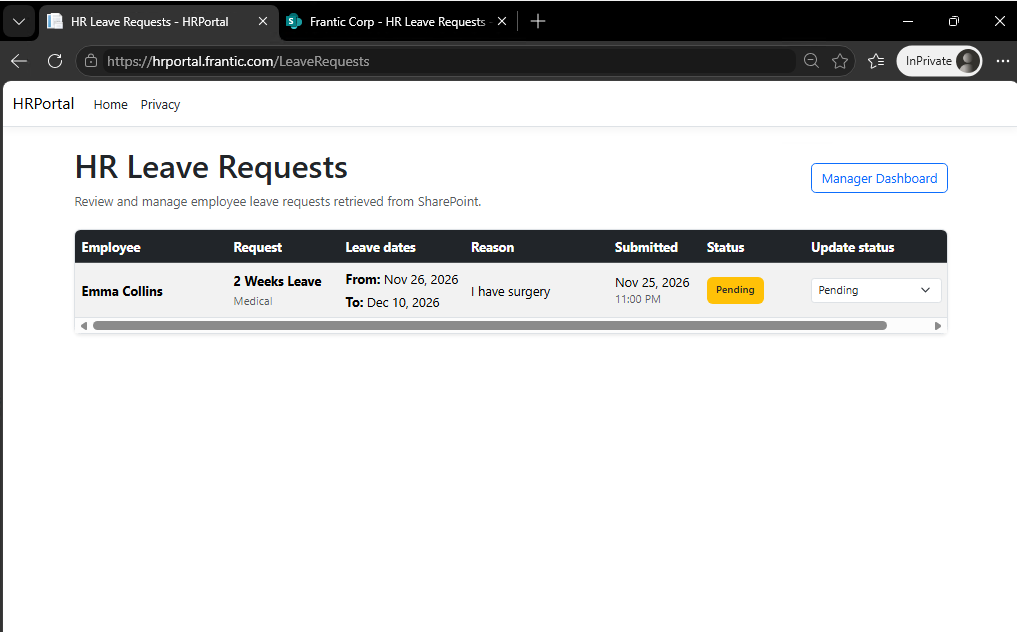 HR Leave Requests - HRPortal
Frantic Corp - HR Leave Requests -
https://hrportal.frantic.com/LeaveRequests
InPrivate
HRPortal Home Privacy
HR Leave Requests
Manager Dashboard
Review and manage employee leave requests retrieved from SharePoint.
Employee Request Leave dates Reason Submitted Status Update status
Emma Collins
2 Weeks Leave
Medical
From: Nov 26, 2026
To: Dec 10, 2026
I have surgery
Nov 25, 2026
11:00 PM
Pending
Pending